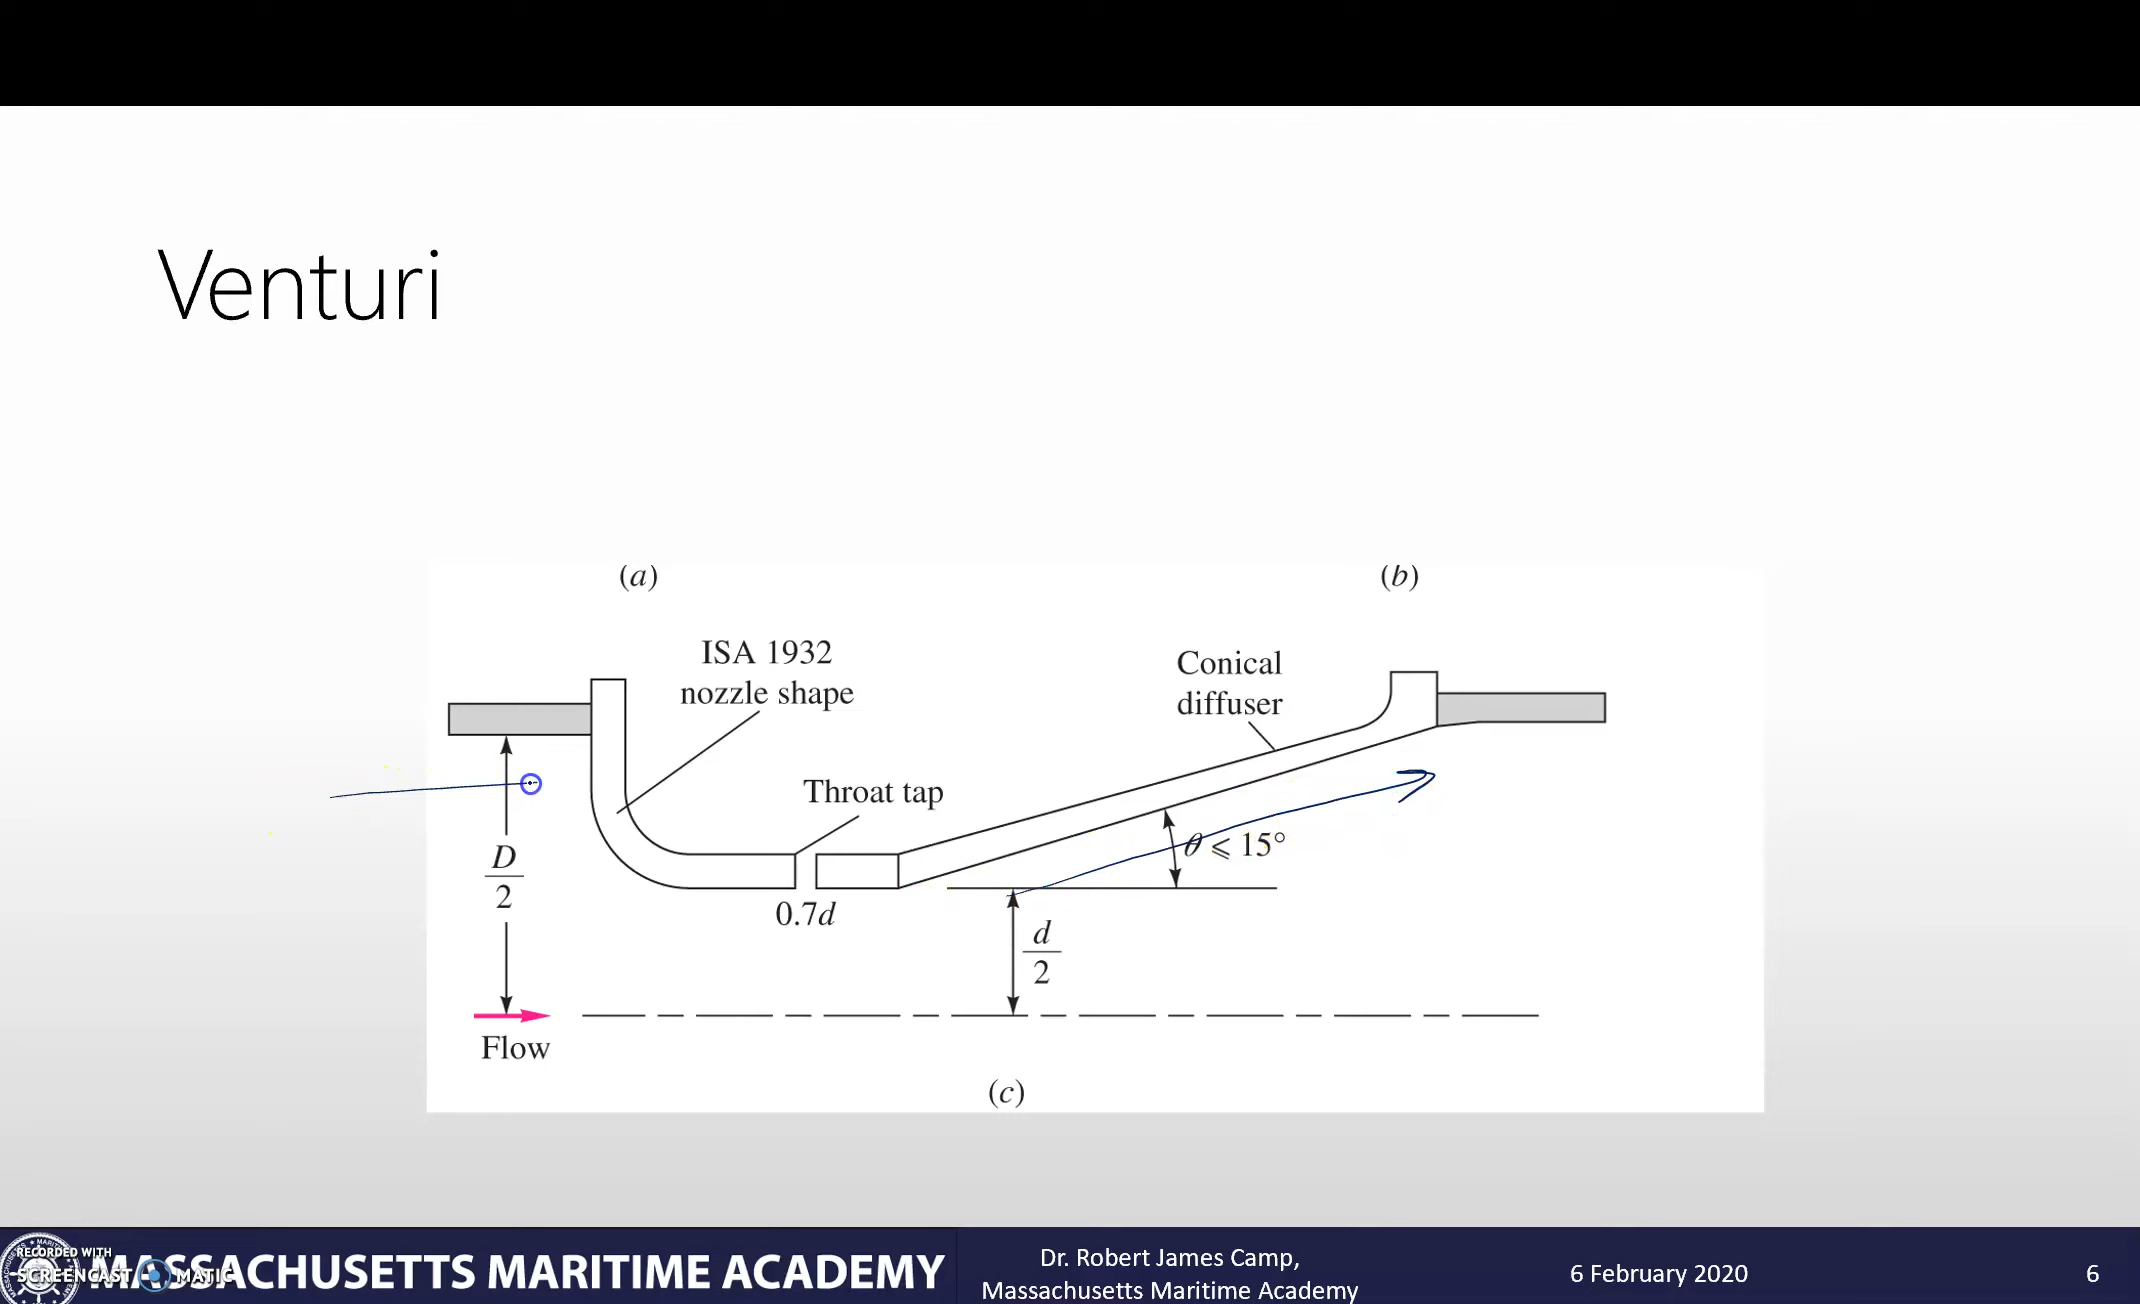 Venturi
(a)
(b)
ISA 1932
nozzle shape
Conical
diffuser
Throat tap
θ ⩽ 15°
D
2
0.7d
d
2
Flow
(c)
RECORDED WITH
SCREENCAST MATIC
MASSACHUSETTS MARITIME ACADEMY
Dr. Robert James Camp,
Massachusetts Maritime Academy
6 February 2020
6